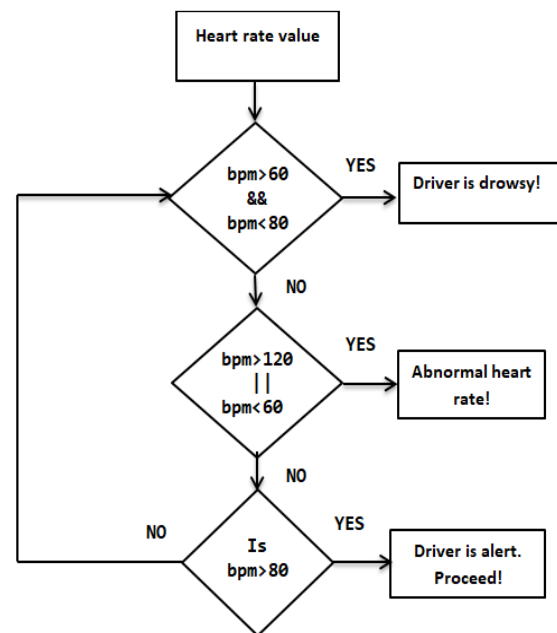 Heart rate value
bpm>60
&&
bpm<80
YES
Driver is drowsy!
NO
bpm>120
||
bpm<60
YES
Abnormal heart
rate!
NO
Is
bpm>80
NO
YES
Driver is alert.
Proceed!